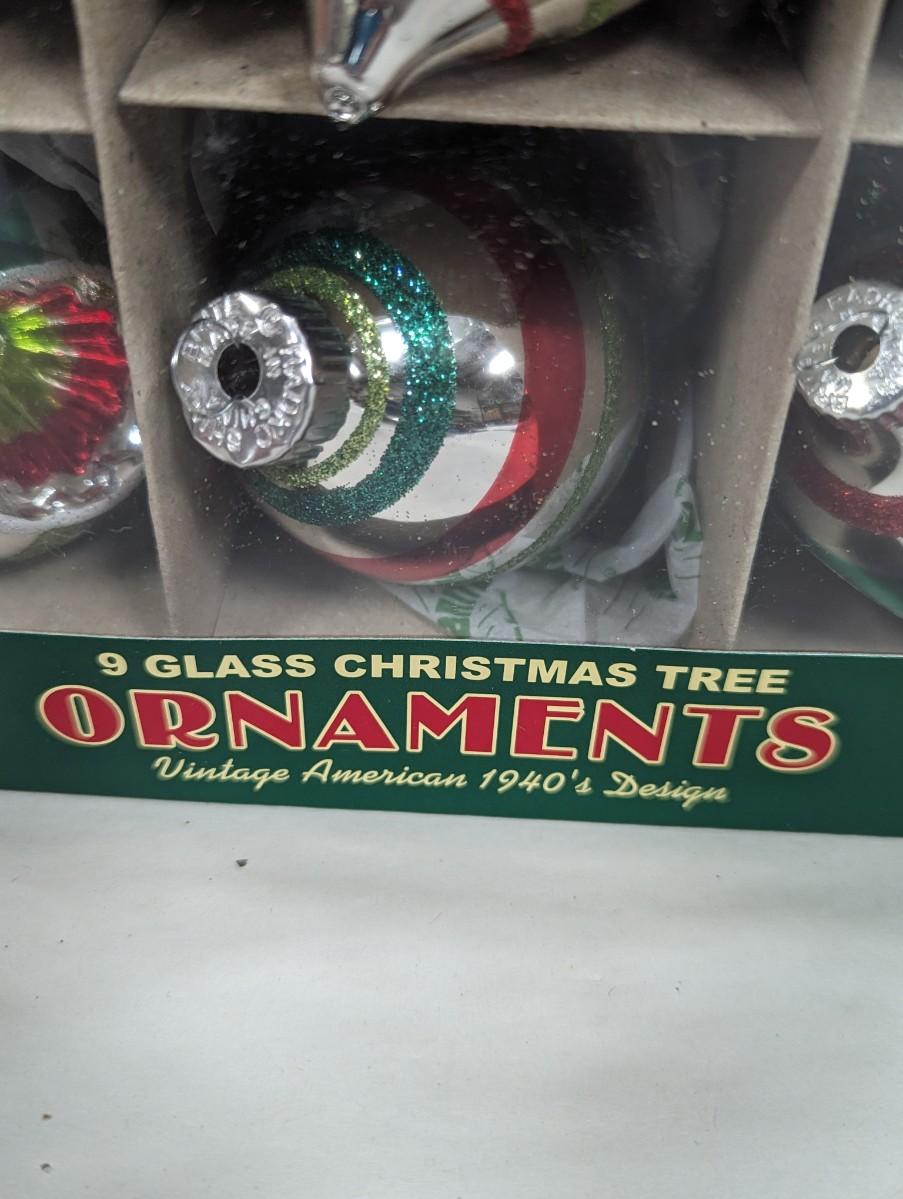 9 GLASS CHRISTMAS TREE
ORNAMENTS
Vintage American 1940's Design